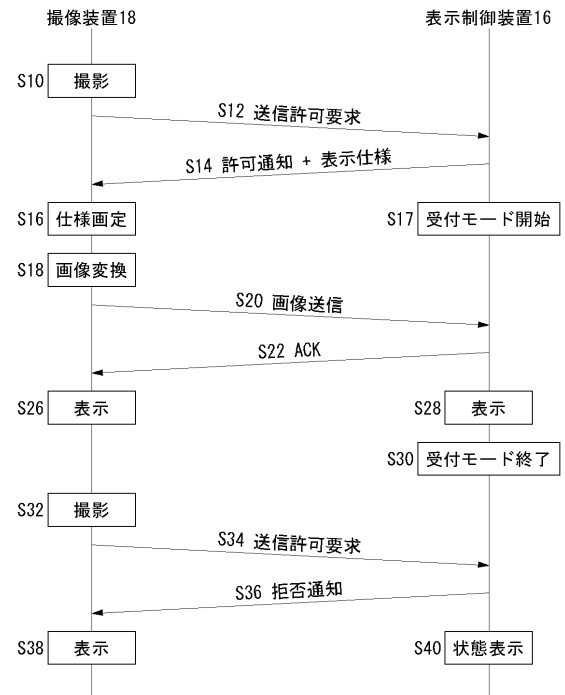 撮像装置18 表示制御装置16
S10 撮影
S12 送信許可要求
S14 許可通知 + 表示仕様
S16 仕様画定 S17 受付モード開始
S18 画像変換
S20 画像送信
S22 ACK
S26 表示 S28 表示
S30 受付モード終了
S32 撮影
S34 送信許可要求
S36 拒否通知
S38 表示 S40 状態表示